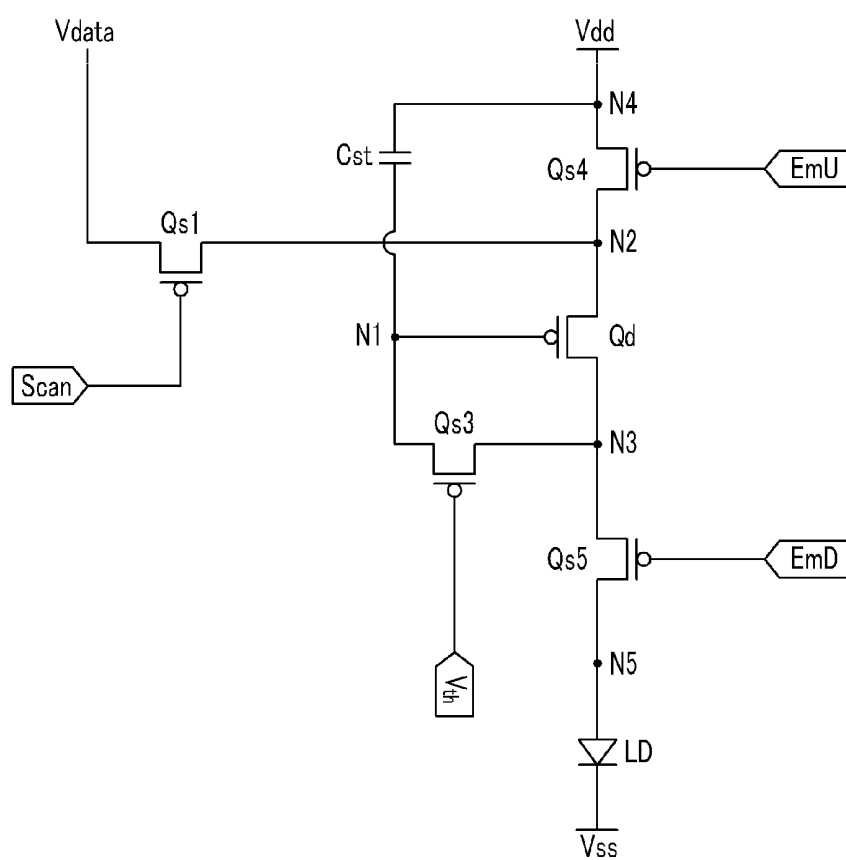 Vdata
Vdd
N4
Cst
Qs4
EmU
Qs1
N2
N1
Qd
Scan
Qs3
N3
Qs5
EmD
Vth
N5
LD
Vss